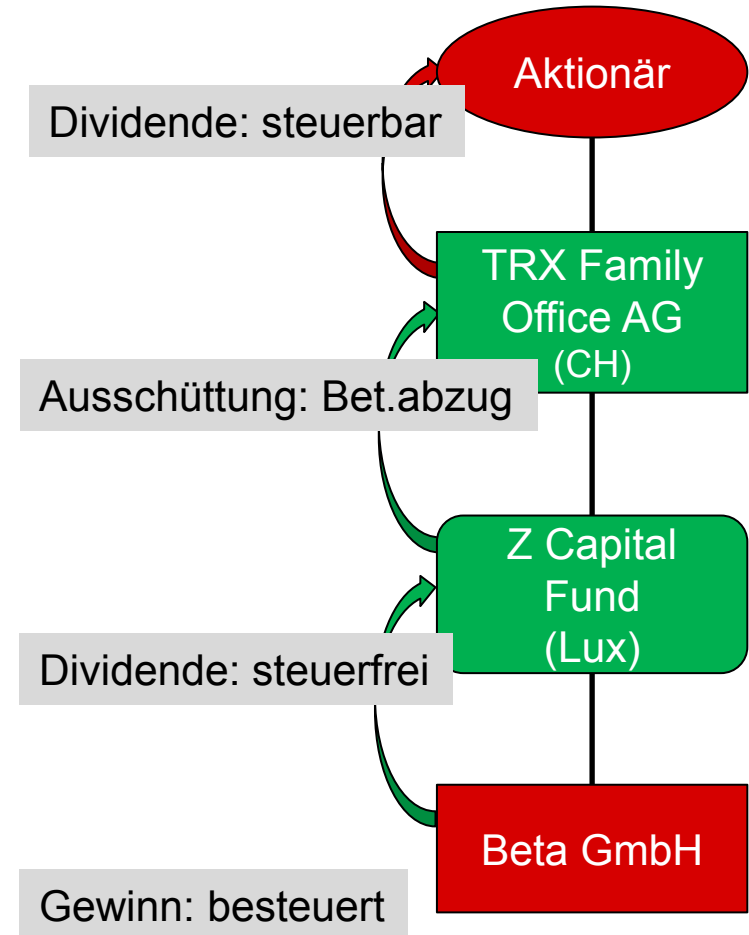 Aktionär
Dividende: steuerbar
TRX Family
Office AG
(CH)
Ausschüttung: Bet.abzug
Z Capital
Fund
(Lux)
Dividende: steuerfrei
Beta GmbH
Gewinn: besteuert